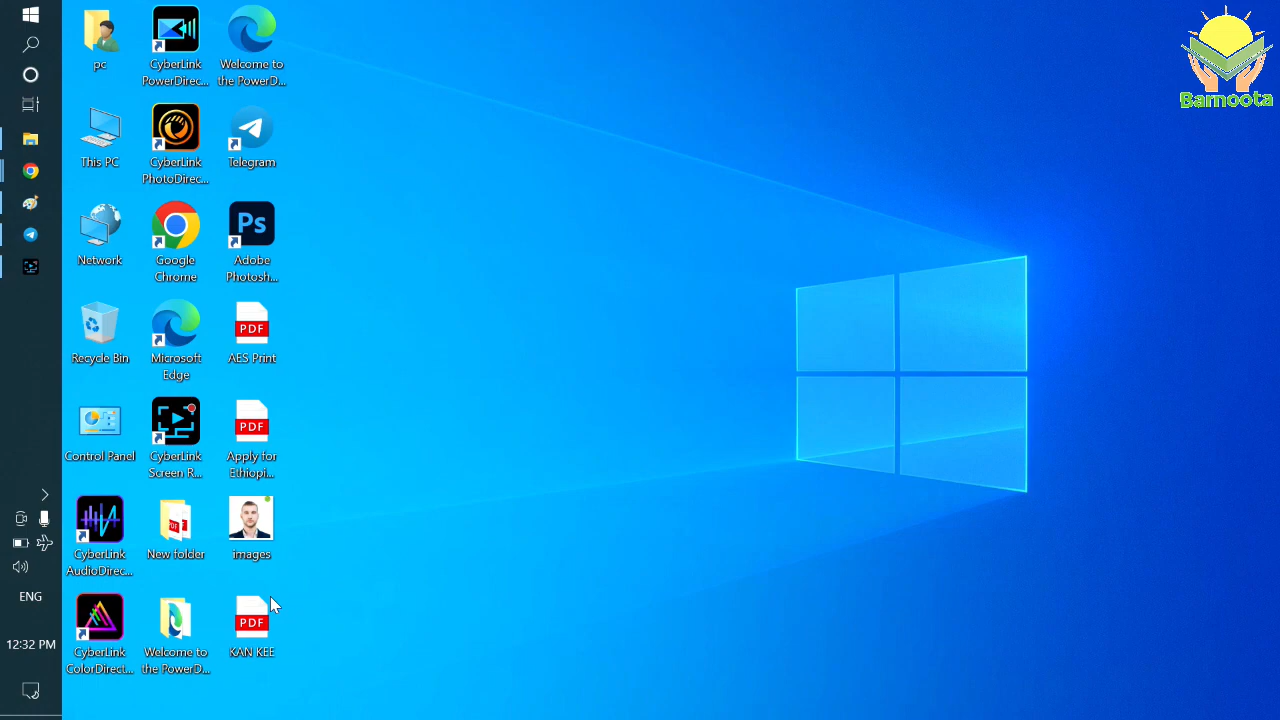 pc
CyberLink
PowerDirec...
Welcome to
the PowerD...
Barnoota
This PC
CyberLink
PhotoDirec...
Telegram
Network
Google
Chrome
Ps
Adobe
Photosh...
Recycle Bin
Microsoft
Edge
PDF
AES Print
Control Panel
CyberLink
Screen R...
PDF
Apply for
Ethiopi...
CyberLink
AudioDirec...
New folder
images
CyberLink
ColorDirect...
Welcome to
the PowerD...
PDF
KAN KEE
ENG
12:32 PM